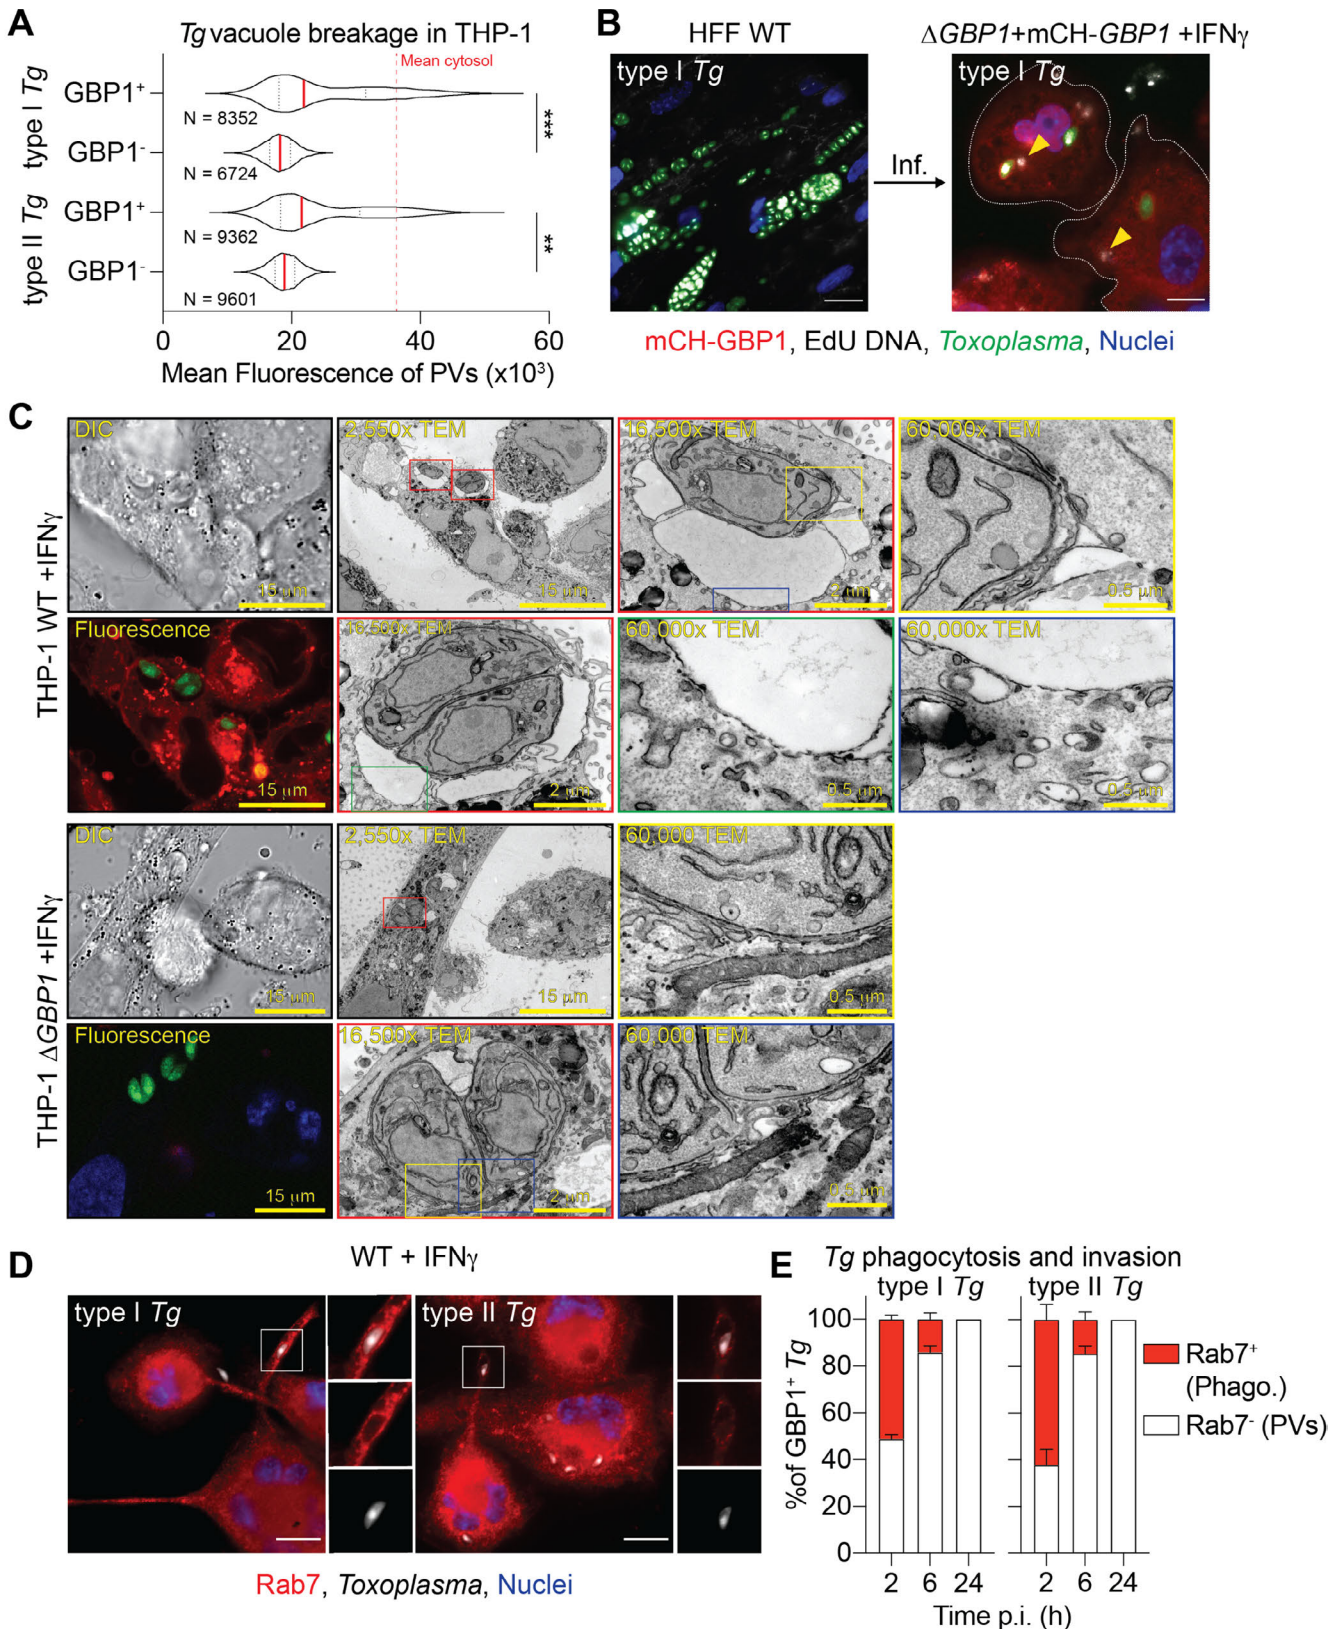 A
Tg vacuole breakage in THP-1
Mean cytosol
type I Tg
GBP1⁺
N = 8352
GBP1⁻
N = 6724
***
type II Tg
GBP1⁺
N = 9362
GBP1⁻
N = 9601
**
0 20 40 60
Mean Fluorescence of PVs (x10³)
B
HFF WT
ΔGBP1+mCH-GBP1 +IFNγ
type I Tg
Inf.
type I Tg
mCH-GBP1, EdU DNA, Toxoplasma, Nuclei
C
THP-1 WT +IFNγ
DIC
15 µm
2,550x TEM
15 µm
16,500x TEM
2 µm
60,000x TEM
0.5 µm
Fluorescence
15 µm
16,500x TEM
2 µm
60,000x TEM
0.5 µm
60,000x TEM
0.5 µm
THP-1 ΔGBP1 +IFNγ
DIC
15 µm
2,550x TEM
15 µm
60,000 TEM
0.5 µm
Fluorescence
15 µm
16,500x TEM
2 µm
60,000 TEM
0.5 µm
D
WT + IFNγ
type I Tg
type II Tg
Rab7, Toxoplasma, Nuclei
E
Tg phagocytosis and invasion
type I Tg
type II Tg
%of GBP1⁺ Tg
100
80
60
40
20
0
2 6 24
2 6 24
Time p.i. (h)
Rab7⁺
(Phago.)
Rab7⁻ (PVs)